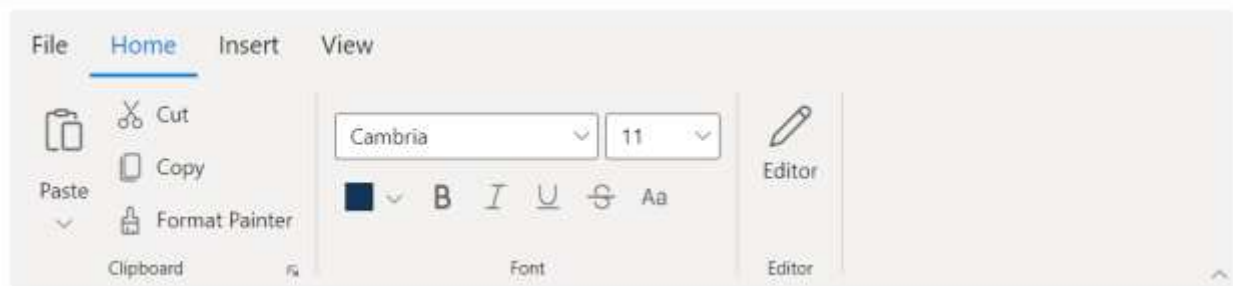 File Home Insert View
Paste
Cut
Copy
Format Painter
Clipboard
Cambria 11
B I U S Aa
Font
Editor
Editor